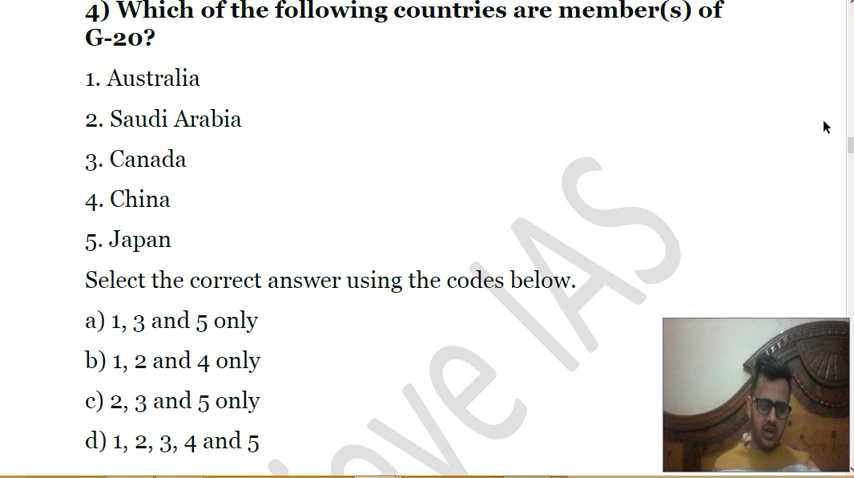 4) Which of the following countries are member(s) of
G-20?
1. Australia
2. Saudi Arabia
3. Canada
4. China
5. Japan
Select the correct answer using the codes below.
a) 1, 3 and 5 only
b) 1, 2 and 4 only
c) 2, 3 and 5 only
d) 1, 2, 3, 4 and 5
IAS